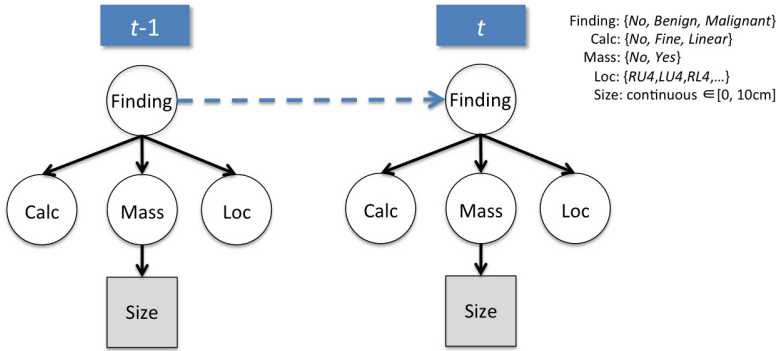 t-1
t
Finding: {No, Benign, Malignant}
Calc: {No, Fine, Linear}
Mass: {No, Yes}
Loc: {RU4,LU4,RL4,...}
Size: continuous ∈[0, 10cm]
Finding
Finding
Calc
Mass
Loc
Calc
Mass
Loc
Size
Size